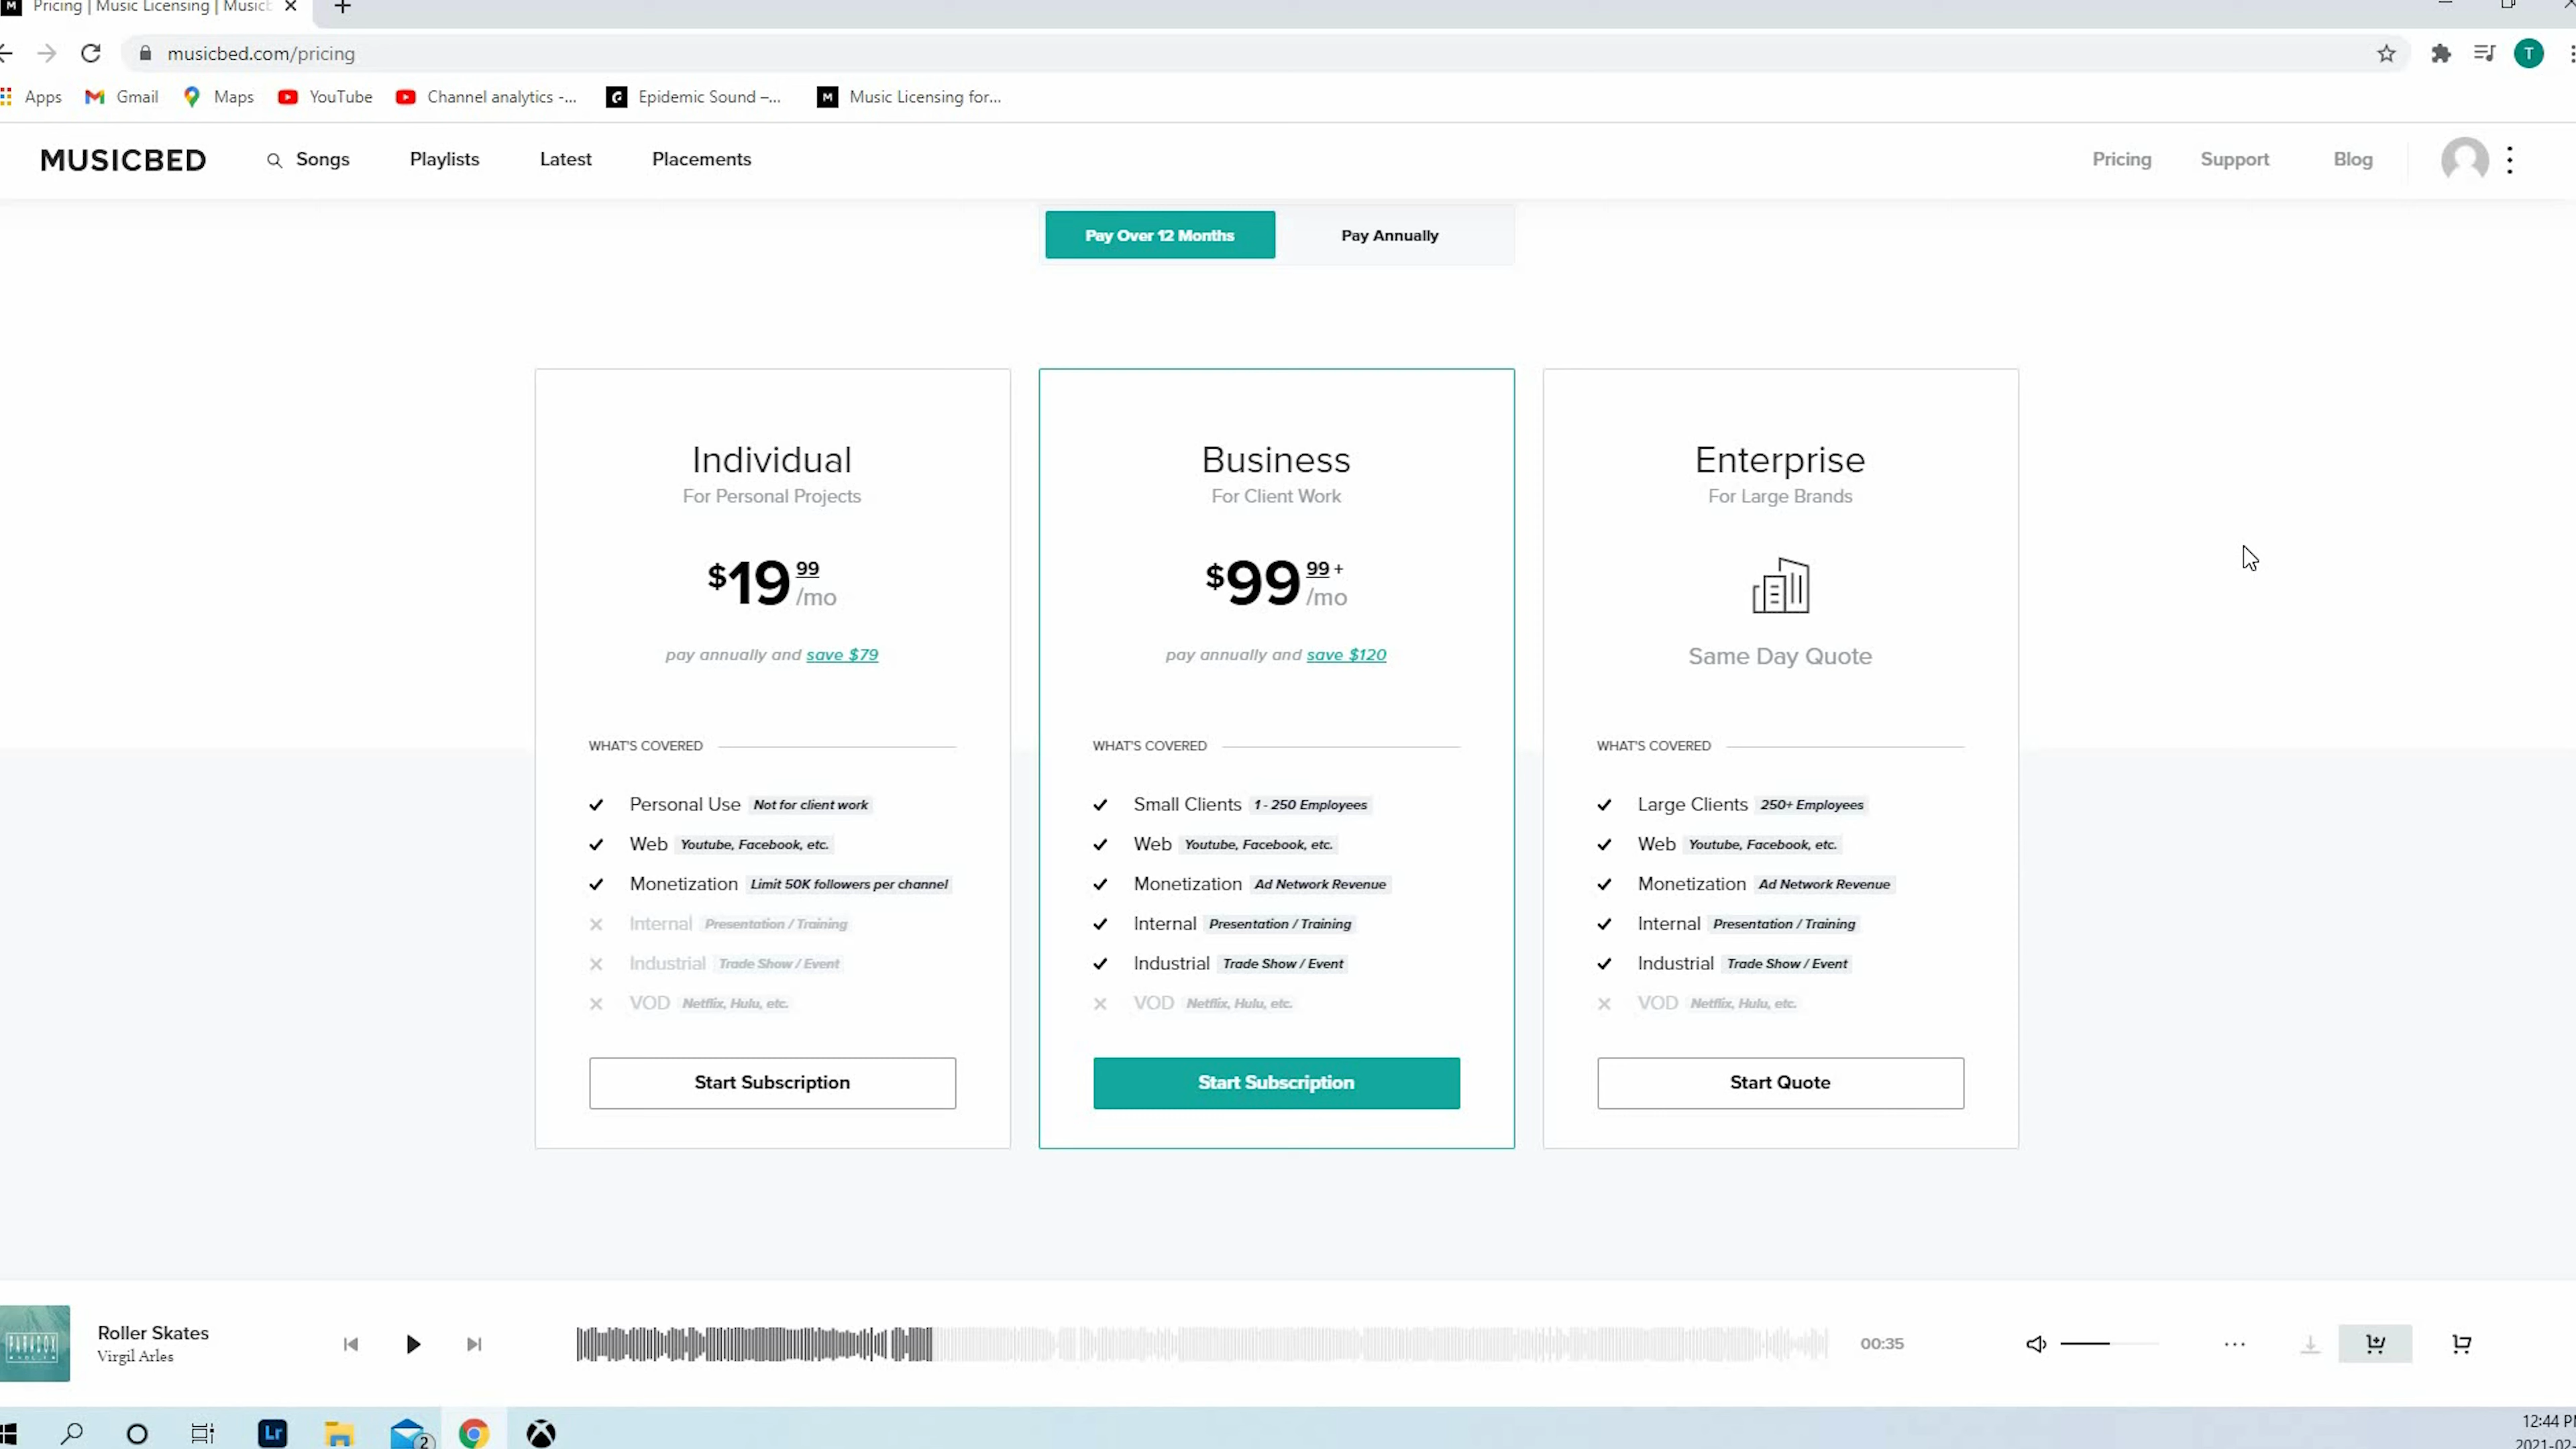 Pricing | Music Licensing | Music
musicbed.com/pricing
T
Apps Gmail Maps YouTube Channel analytics -... Epidemic Sound –... Music Licensing for...
MUSICBED Songs Playlists Latest Placements Pricing Support Blog
Pay Over 12 Months Pay Annually
Individual
For Personal Projects
$19 99 /mo
pay annually and save $79
WHAT'S COVERED
Personal Use Not for client work
Web Youtube, Facebook, etc.
Monetization Limit 50K followers per channel
Internal Presentation / Training
Industrial Trade Show / Event
VOD Netflix, Hulu, etc.
Start Subscription
Business
For Client Work
$99 99 + /mo
pay annually and save $120
WHAT'S COVERED
Small Clients 1 - 250 Employees
Web Youtube, Facebook, etc.
Monetization Ad Network Revenue
Internal Presentation / Training
Industrial Trade Show / Event
VOD Netflix, Hulu, etc.
Start Subscription
Enterprise
For Large Brands
Same Day Quote
WHAT'S COVERED
Large Clients 250+ Employees
Web Youtube, Facebook, etc.
Monetization Ad Network Revenue
Internal Presentation / Training
Industrial Trade Show / Event
VOD Netflix, Hulu, etc.
Start Quote
PARADOX
Roller Skates
Virgil Arles
00:35
Lr
2
12:44 P
2021-02-